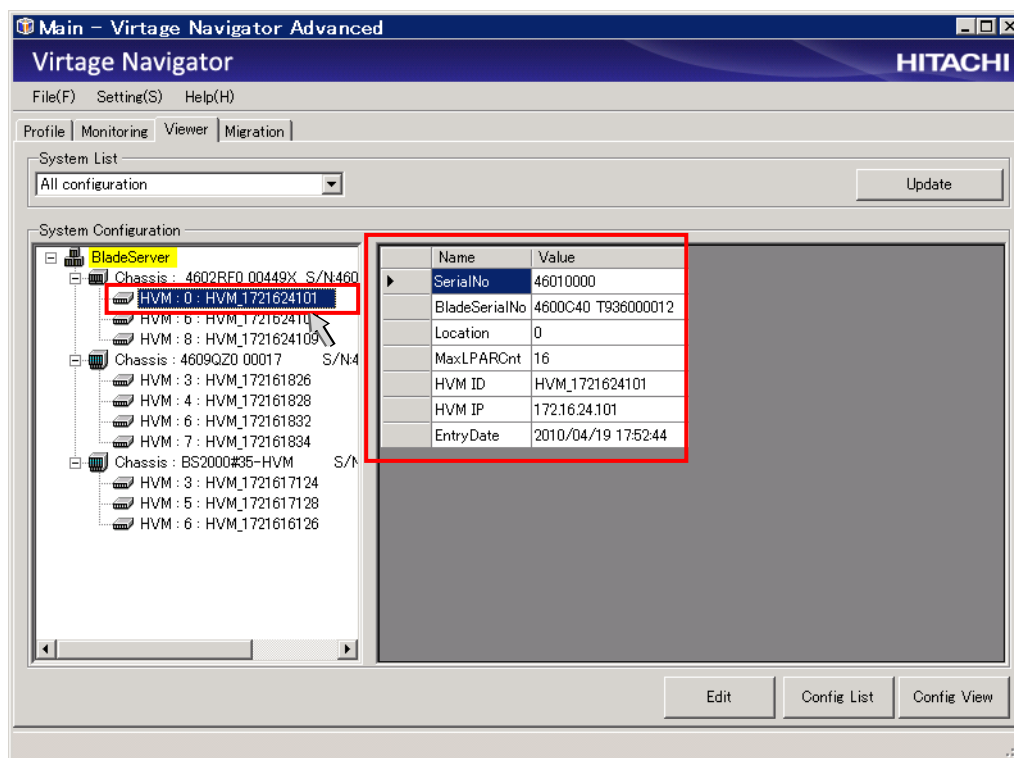 Main - Virtage Navigator Advanced
Virtage Navigator
HITACHI
File(F) Setting(S) Help(H)
Profile Monitoring Viewer Migration
System List
All configuration
Update
System Configuration
BladeServer
Chassis : 4602RF0 00449X S/N:460
HVM : 0 : HVM_1721624101
HVM : 6 : HVM_172162410
HVM : 8 : HVM_1721624109
Chassis : 4609QZ0 00017 S/N:4
HVM : 3 : HVM_172161826
HVM : 4 : HVM_172161828
HVM : 6 : HVM_172161832
HVM : 7 : HVM_172161834
Chassis : BS2000#35-HVM S/N
HVM : 3 : HVM_1721617124
HVM : 5 : HVM_1721617128
HVM : 6 : HVM_1721616126
Name Value
SerialNo 46010000
BladeSerialNo 4600C40 T936000012
Location 0
MaxLPARCnt 16
HVM ID HVM_1721624101
HVM IP 172.16.24.101
EntryDate 2010/04/19 17:52:44
Edit
Config List
Config View